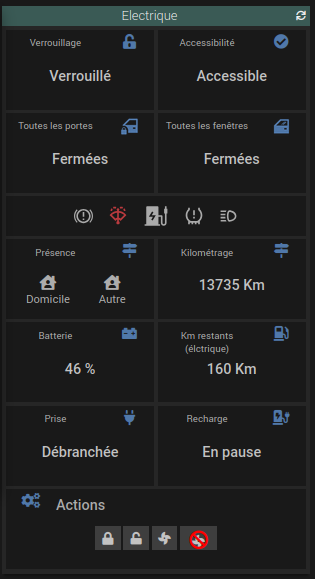 Electrique
Verrouillage
Verrouillé
Accessibilité
Accessible
Toutes les portes
Fermées
Toutes les fenêtres
Fermées
Présence
Domicile
Autre
Kilométrage
13735 Km
Batterie
46 %
Km restants
(élctrique)
160 Km
Prise
Débranchée
Recharge
En pause
Actions